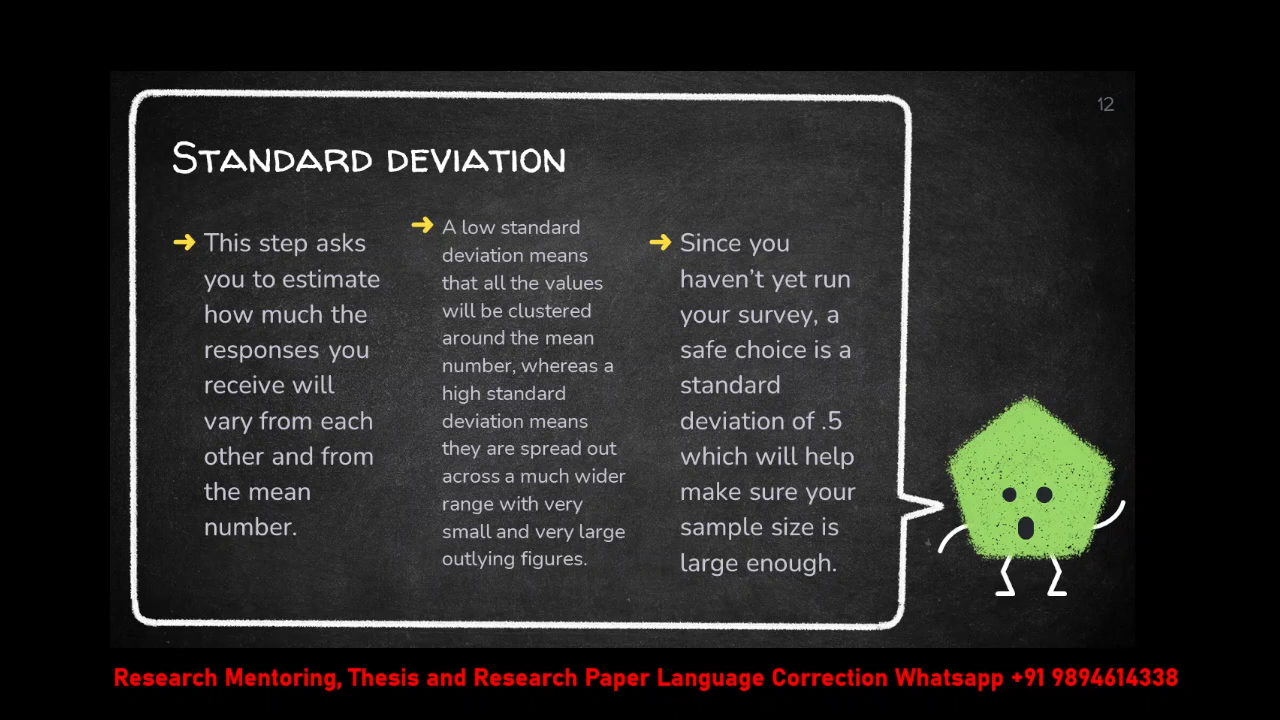 12
STANDARD DEVIATION
This step asks
you to estimate
how much the
responses you
receive will
vary from each
other and from
the mean
number.
A low standard
deviation means
that all the values
will be clustered
around the mean
number, whereas a
high standard
deviation means
they are spread out
across a much wider
range with very
small and very large
outlying figures.
Since you
haven’t yet run
your survey, a
safe choice is a
standard
deviation of .5
which will help
make sure your
sample size is
large enough.
Research Mentoring, Thesis and Research Paper Language Correction Whatsapp +91 9894614338